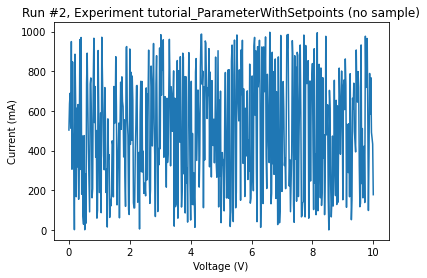 Run #2, Experiment tutorial_ParameterWithSetpoints (no sample)
1000
800
600
400
200
0
Current (mA)
0 2 4 6 8 10
Voltage (V)